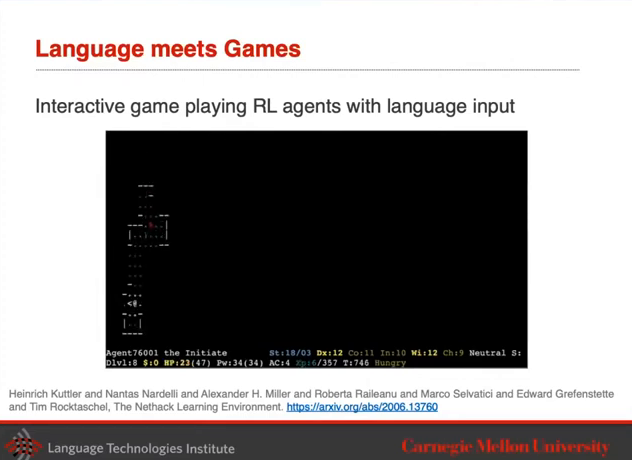 Language meets Games
Interactive game playing RL agents with language input
Agent76001 the Initiate St:18/03 Dx:12 Co:11 In:10 Wi:12 Ch:9 Neutral S:
Dlvl:8 $:0 HP:23(47) Pw:34(34) AC:4 Xp:6/357 T:746 Hungry
Heinrich Kuttler and Nantas Nardelli and Alexander H. Miller and Roberta Raileanu and Marco Selvatici and Edward Grefenstette
and Tim Rocktaschel, The Nethack Learning Environment. https://arxiv.org/abs/2006.13760
Language Technologies Institute
Carnegie Mellon University